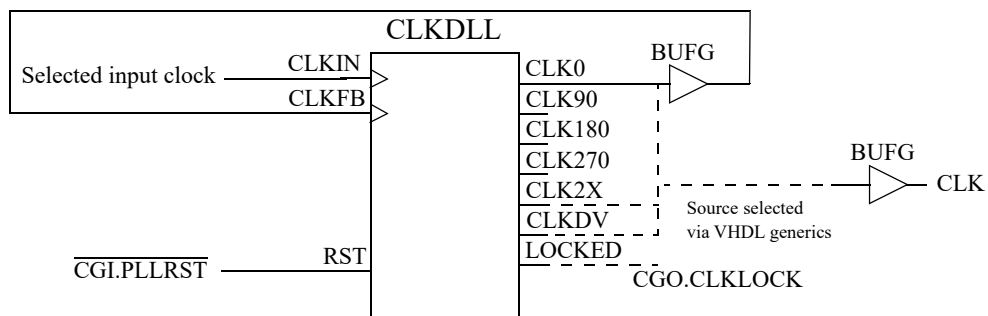 CLKDLL
BUFG
Selected input clock
CLKIN
CLKFB
CLK0
CLK90
CLK180
CLK270
CLK2X
CLKDV
LOCKED
BUFG
CLK
Source selected
via VHDL generics
CGI.PLLRST
RST
CGO.CLKLOCK